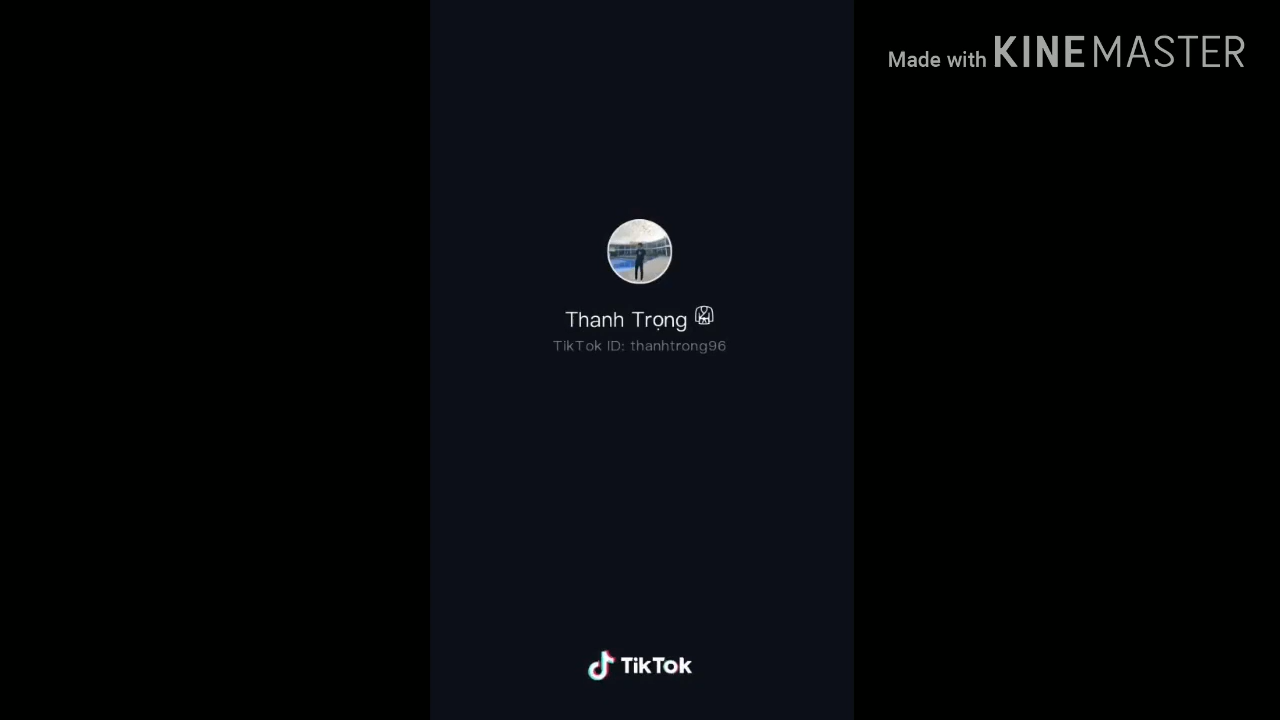 Made with KINEMASTER
Thanh Trọng
TikTok ID: thanhtrong96
TikTok